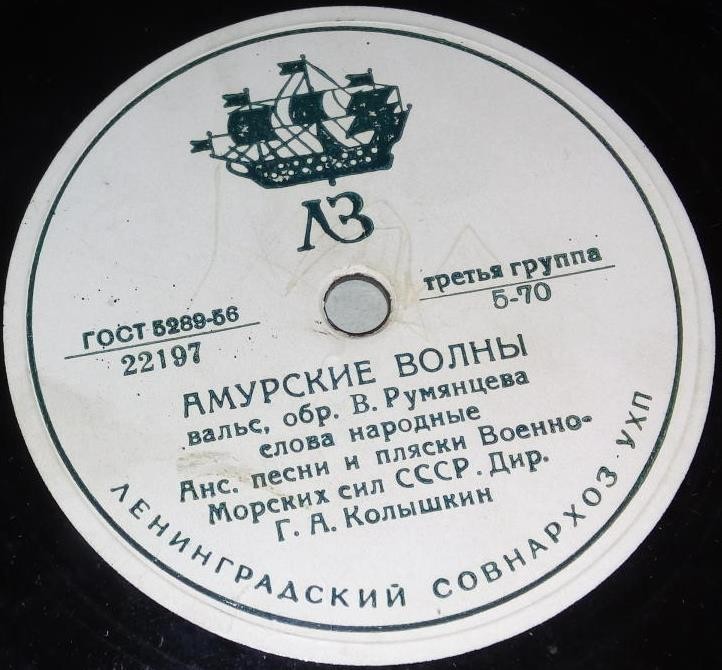 ЛЗ
ГОСТ 5289-56
22197
третья группа
5-70
АМУРСКИЕ ВОЛНЫ
вальс, обр. В. Румянцева
слова народные
Анс. песни и пляски Военно-
Морских сил СССР. Дир.
Г. А. Колышкин
ЛЕНИНГРАДСКИЙ СОВНАРХОЗ · УХП